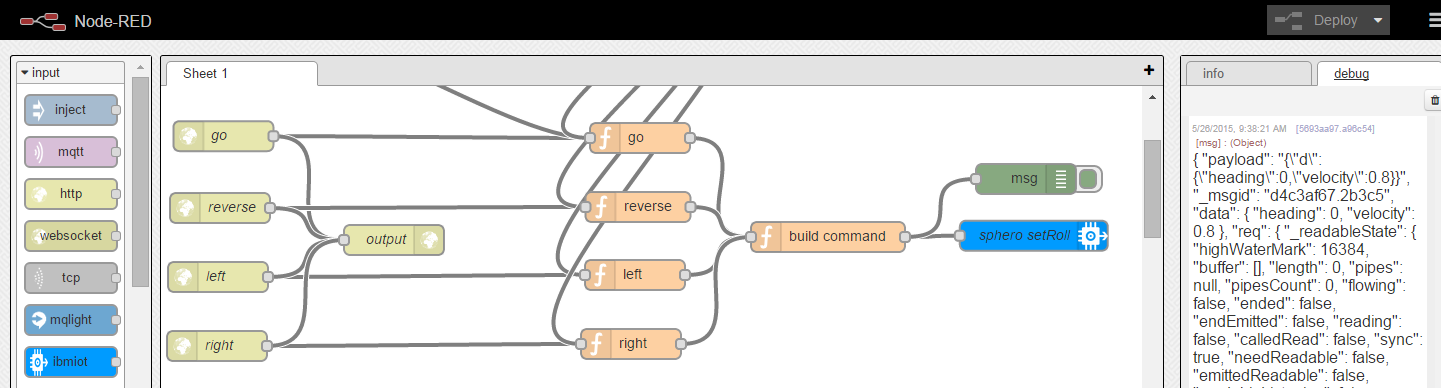 Node-RED
Deploy
input
Sheet 1
+
info
debug
inject
mqtt
http
websocket
tcp
mqlight
ibmiot
go
reverse
left
right
output
go
reverse
left
right
build command
msg
sphero setRoll
5/26/2015, 9:38:21 AM [5693aa97.a96c54]
[msg] : (Object)
{ "payload": "{\"d\":
{\"heading\":0,\"velocity\":0.8}}",
"_msgid": "d4c3af67.2b3c5",
"data": { "heading": 0, "velocity":
0.8 }, "req": { "_readableState": {
"highWaterMark": 16384,
"buffer": [], "length": 0, "pipes":
null, "pipesCount": 0, "flowing":
false, "ended": false,
"endEmitted": false, "reading":
false, "calledRead": false, "sync":
true, "needReadable": false,
"emittedReadable": false,